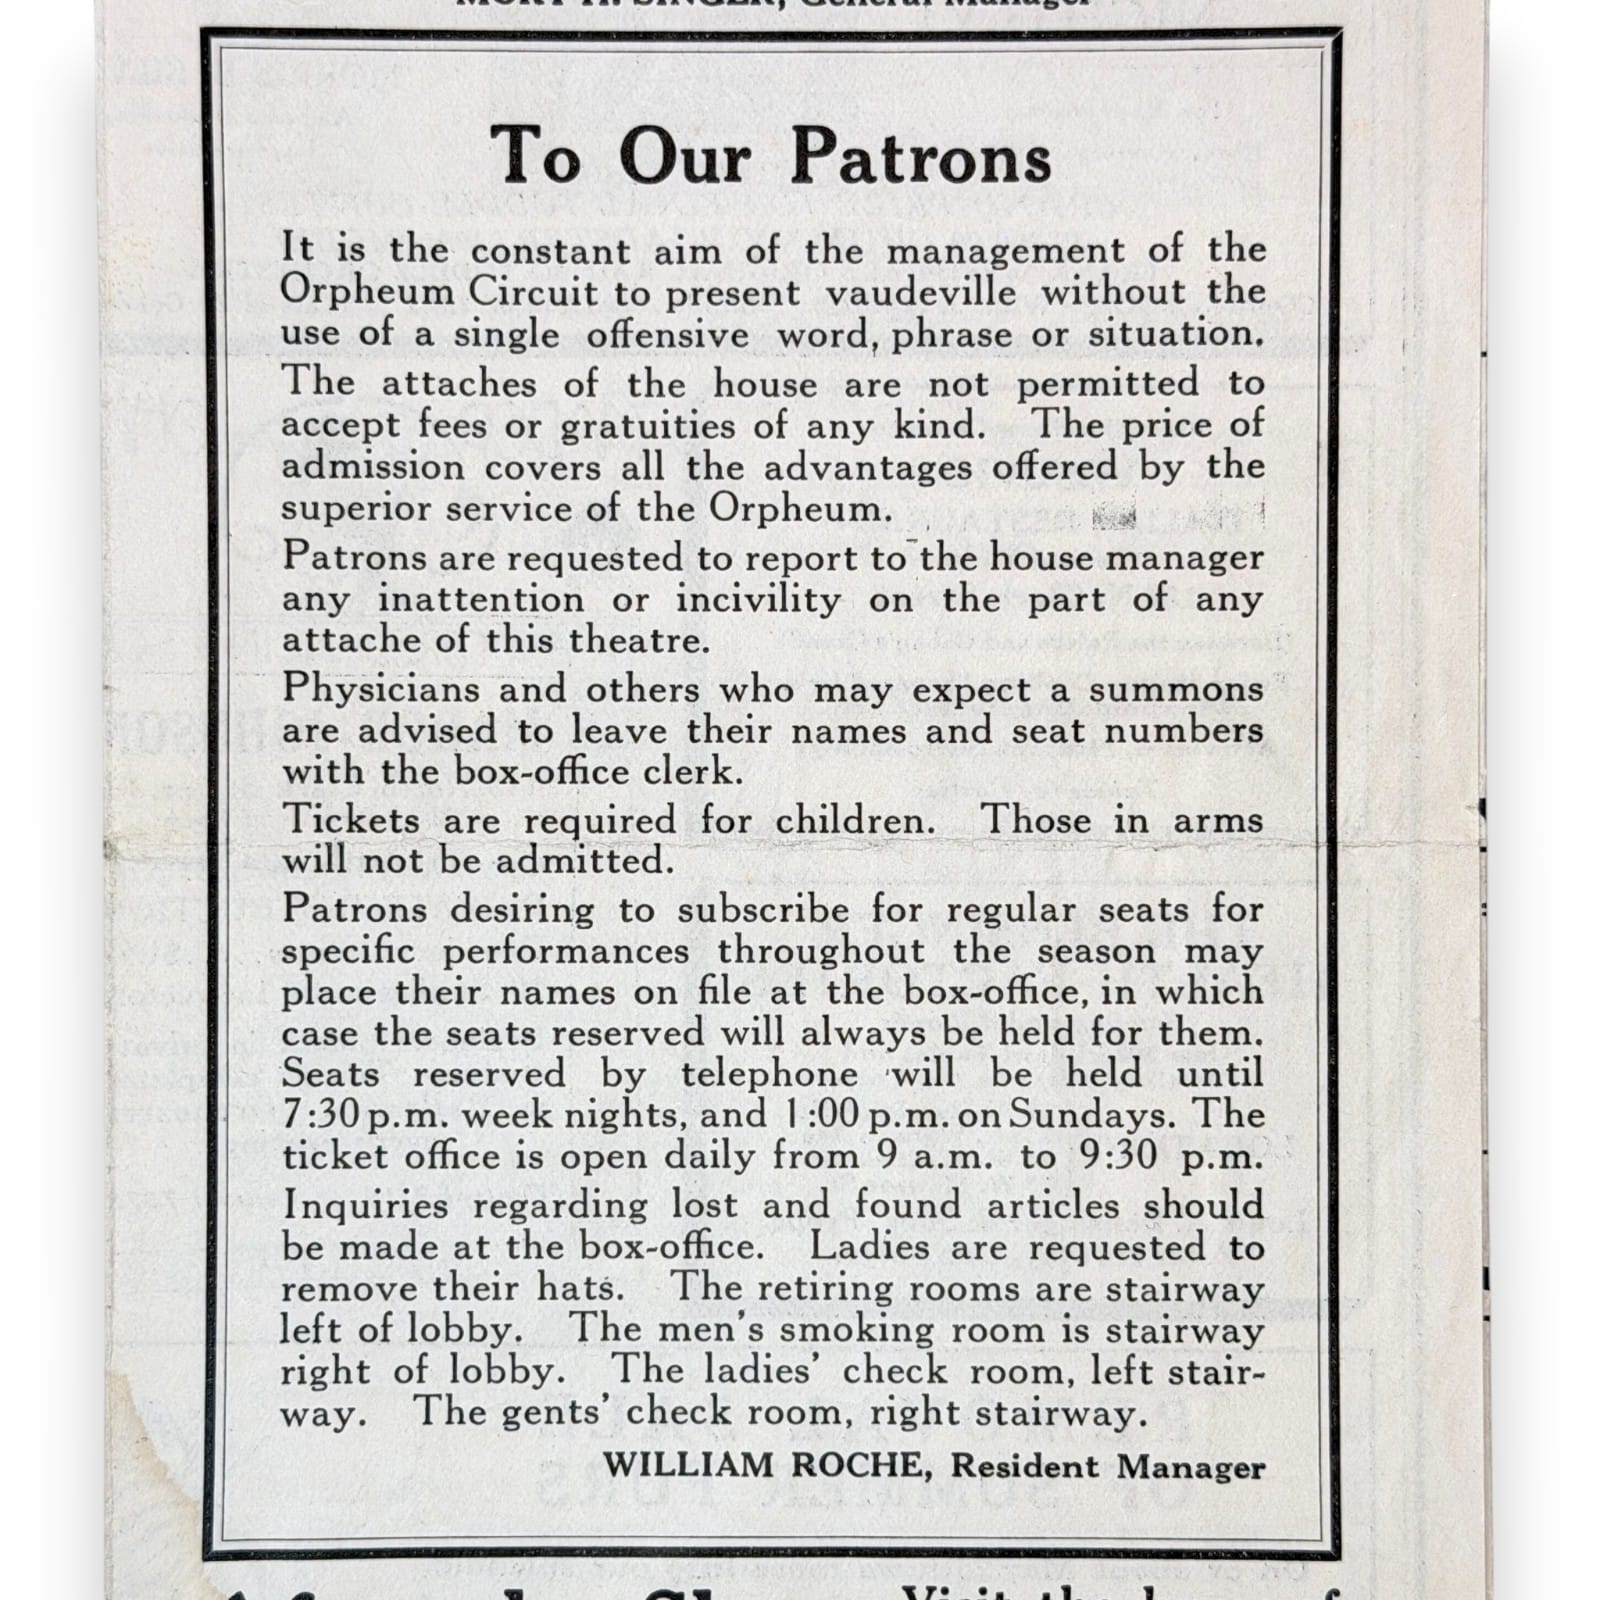 MORT H. SINGER, General Manager
To Our Patrons
It is the constant aim of the management of the
Orpheum Circuit to present vaudeville without the
use of a single offensive word, phrase or situation.
The attaches of the house are not permitted to
accept fees or gratuities of any kind. The price of
admission covers all the advantages offered by the
superior service of the Orpheum.
Patrons are requested to report to the house manager
any inattention or incivility on the part of any
attache of this theatre.
Physicians and others who may expect a summons
are advised to leave their names and seat numbers
with the box-office clerk.
Tickets are required for children. Those in arms
will not be admitted.
Patrons desiring to subscribe for regular seats for
specific performances throughout the season may
place their names on file at the box-office, in which
case the seats reserved will always be held for them.
Seats reserved by telephone will be held until
7:30 p.m. week nights, and 1:00 p.m. on Sundays. The
ticket office is open daily from 9 a.m. to 9:30 p.m.
Inquiries regarding lost and found articles should
be made at the box-office. Ladies are requested to
remove their hats. The retiring rooms are stairway
left of lobby. The men's smoking room is stairway
right of lobby. The ladies' check room, left stair-
way. The gents' check room, right stairway.
WILLIAM ROCHE, Resident Manager
Visit the of